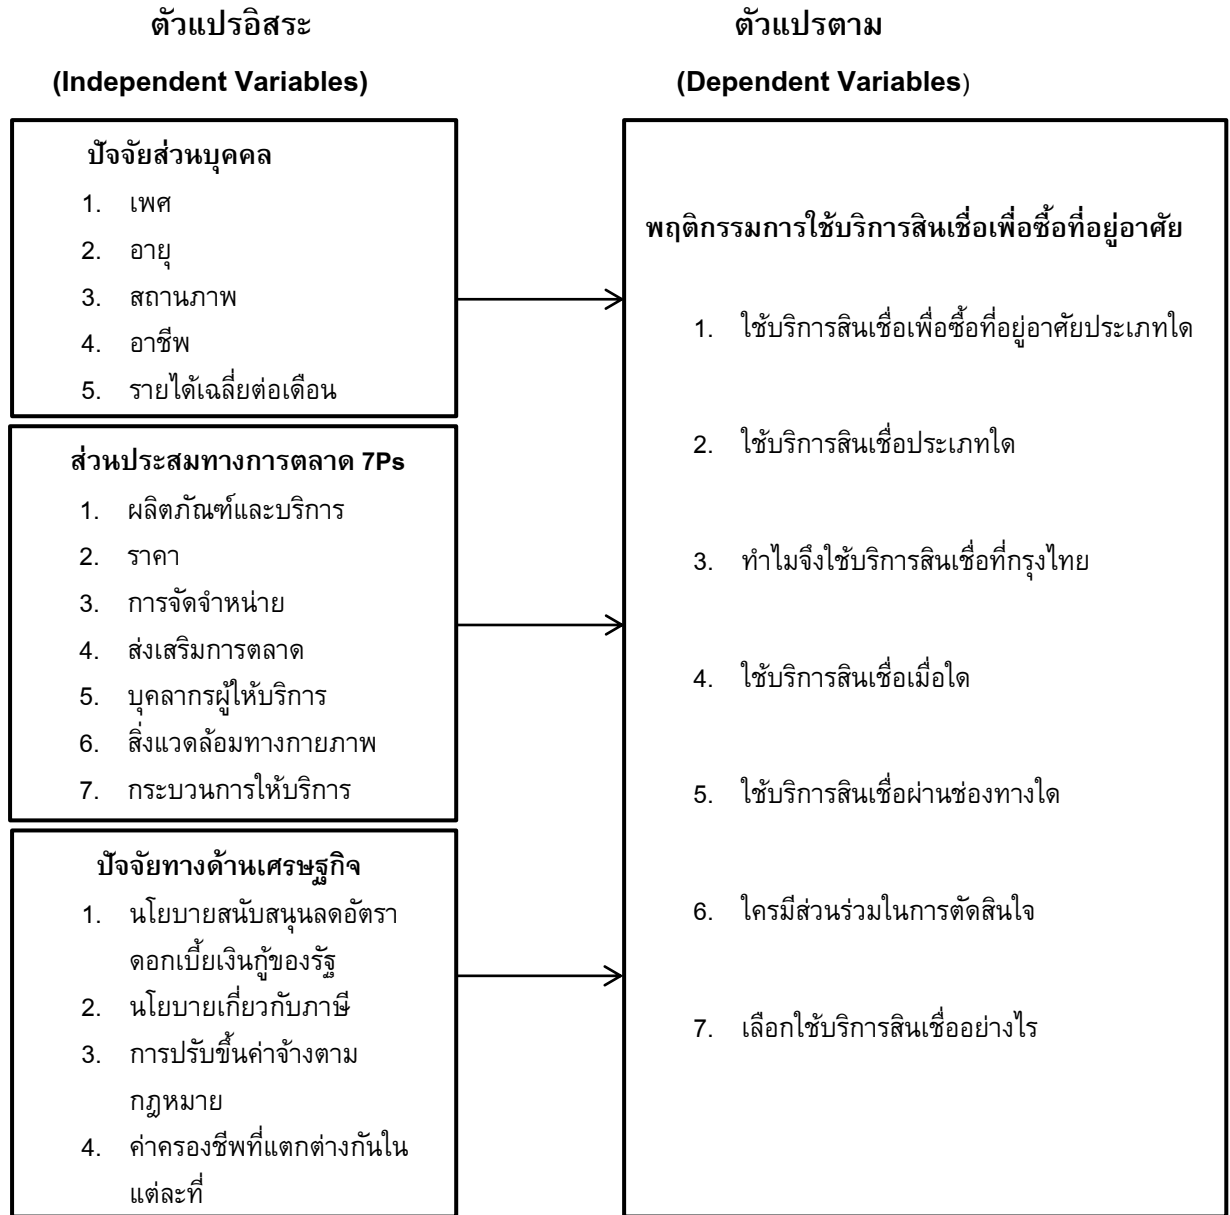 ตัวแปรอิสระ
(Independent Variables)
ปัจจัยส่วนบุคคล
1. เพศ
2. อายุ
3. สถานภาพ
4. อาชีพ
5. รายได้เฉลี่ยต่อเดือน
ส่วนประสมทางการตลาด 7Ps
1. ผลิตภัณฑ์และบริการ
2. ราคา
3. การจัดจำหน่าย
4. ส่งเสริมการตลาด
5. บุคลากรผู้ให้บริการ
6. สิ่งแวดล้อมทางกายภาพ
7. กระบวนการให้บริการ
ปัจจัยทางด้านเศรษฐกิจ
1. นโยบายสนับสนุนลดอัตรา
ดอกเบี้ยเงินกู้ของรัฐ
2. นโยบายเกี่ยวกับภาษี
3. การปรับขึ้นค่าจ้างตาม
กฎหมาย
4. ค่าครองชีพที่แตกต่างกันใน
แต่ละที่
ตัวแปรตาม
(Dependent Variables)
พฤติกรรมการใช้บริการสินเชื่อเพื่อซื้อที่อยู่อาศัย
1. ใช้บริการสินเชื่อเพื่อซื้อที่อยู่อาศัยประเภทใด
2. ใช้บริการสินเชื่อประเภทใด
3. ทำไมจึงใช้บริการสินเชื่อที่กรุงไทย
4. ใช้บริการสินเชื่อเมื่อใด
5. ใช้บริการสินเชื่อผ่านช่องทางใด
6. ใครมีส่วนร่วมในการตัดสินใจ
7. เลือกใช้บริการสินเชื่ออย่างไร